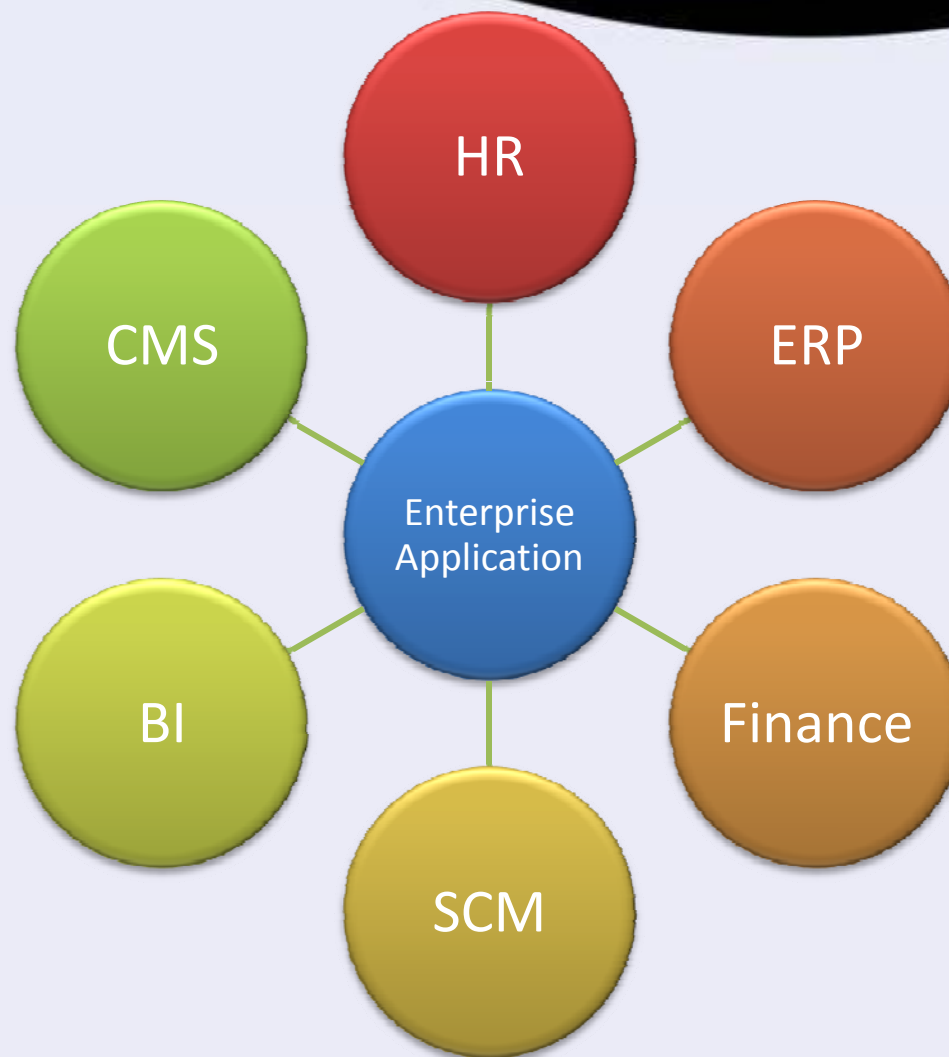 HR
CMS
ERP
Enterprise
Application
BI
Finance
SCM